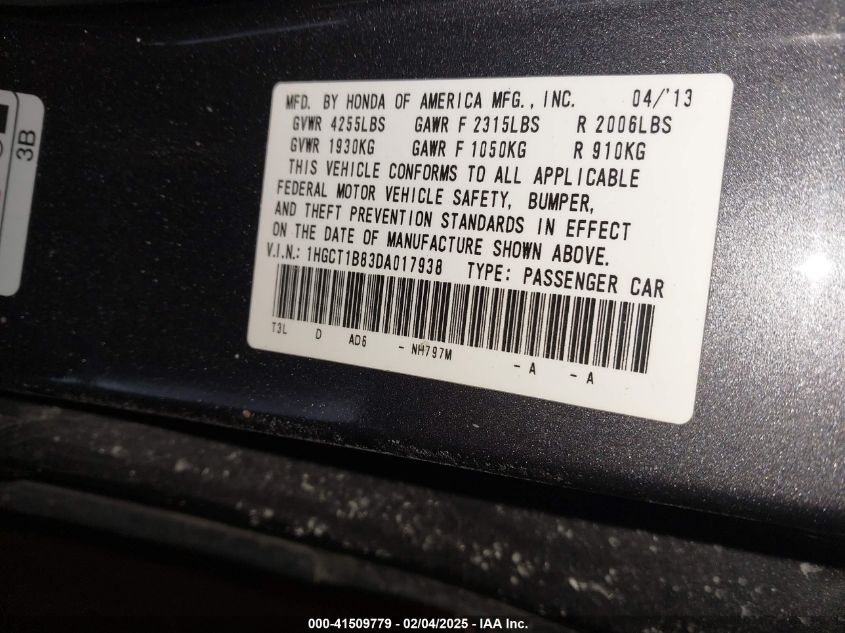 MFD. BY HONDA OF AMERICA MFG., INC. 04/'13
GVWR 4255LBS GAWR F 2315LBS R 2006LBS
GVWR 1930KG GAWR F 1050KG R 910KG
THIS VEHICLE CONFORMS TO ALL APPLICABLE
FEDERAL MOTOR VEHICLE SAFETY, BUMPER,
AND THEFT PREVENTION STANDARDS IN EFFECT
ON THE DATE OF MANUFACTURE SHOWN ABOVE.
V.I.N.: 1HGCT1B83DA017938 TYPE: PASSENGER CAR
T3L D AD6 - NH797M - A - A
3B
000-41509779 - 02/04/2025 - IAA Inc.